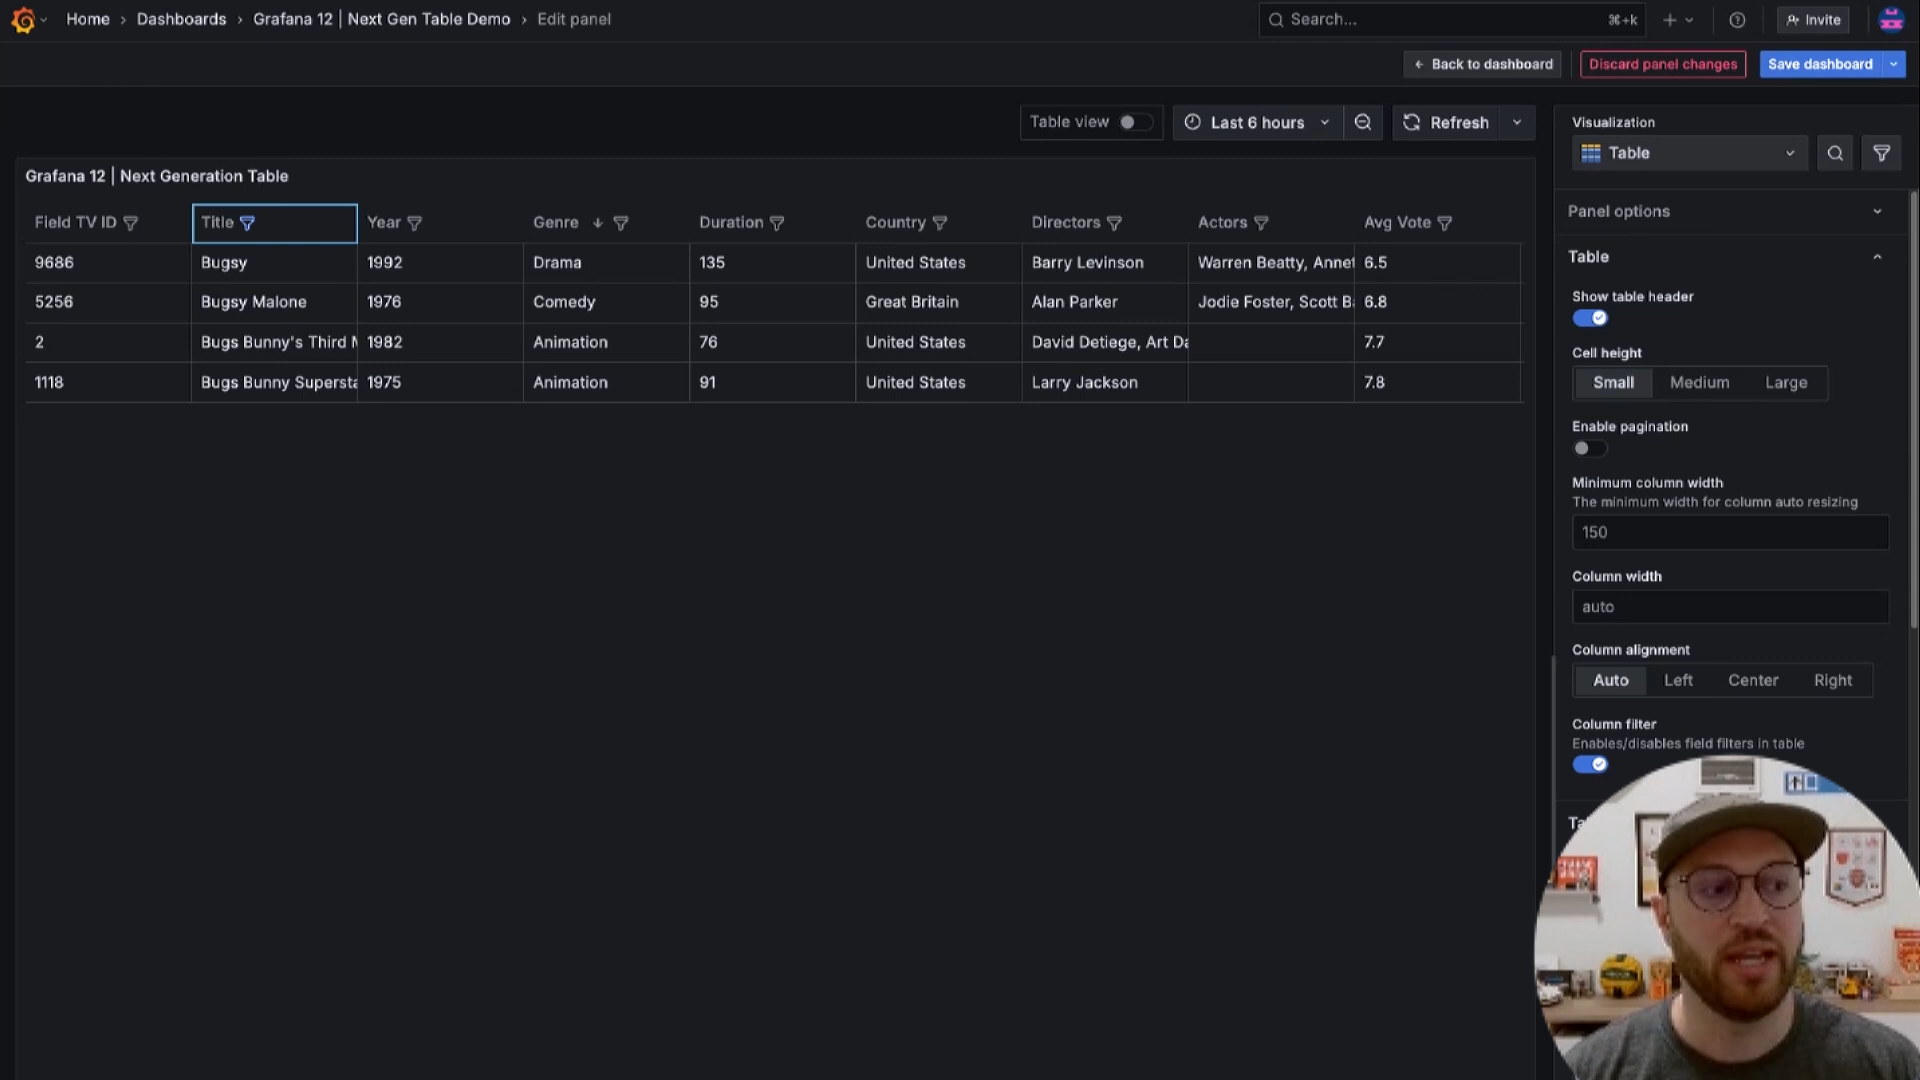 Home › Dashboards › Grafana 12 | Next Gen Table Demo › Edit panel
Search... ⌘+k
Invite
Back to dashboard
Discard panel changes
Save dashboard
Table view
Last 6 hours
Refresh
Visualization
Table
Grafana 12 | Next Generation Table
Field TV ID Title Year Genre Duration Country Directors Actors Avg Vote
9686 Bugsy 1992 Drama 135 United States Barry Levinson Warren Beatty, Annet 6.5
5256 Bugsy Malone 1976 Comedy 95 Great Britain Alan Parker Jodie Foster, Scott B 6.8
2 Bugs Bunny's Third M 1982 Animation 76 United States David Detiege, Art Da 7.7
1118 Bugs Bunny Supersta 1975 Animation 91 United States Larry Jackson 7.8
Panel options
Table
Show table header
Cell height
Small Medium Large
Enable pagination
Minimum column width
The minimum width for column auto resizing
150
Column width
auto
Column alignment
Auto Left Center Right
Column filter
Enables/disables field filters in table